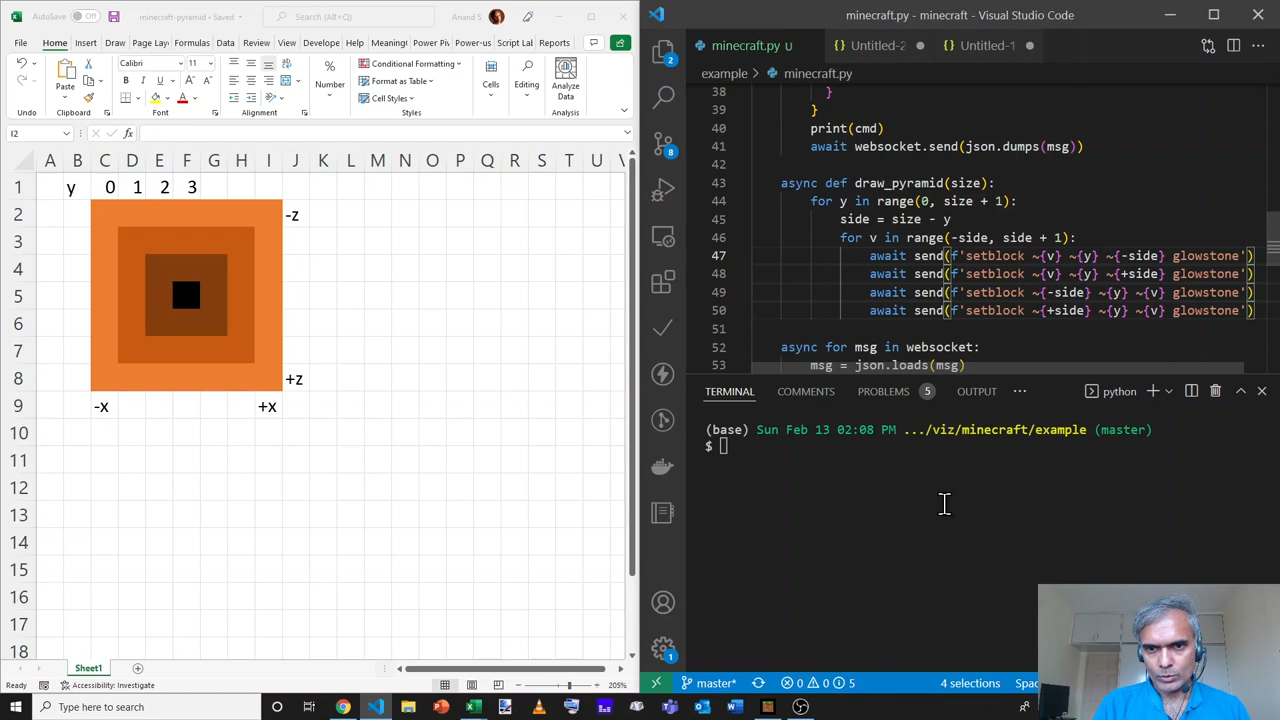 AutoSave Off
minecraft-pyramid • Saved
Search (Alt+Q)
Anand S
File Home Insert Draw Page Lay Formulas Data Review View Develope Help Meaning Power Piv Power-us Script Lal Reports
Calibri 11
Paste
Undo Clipboard Font Alignment
Number
Conditional Formatting
Format as Table
Cell Styles
Styles
Cells
Editing
Analyze
Data
Analysis
I2 fx
A B C D E F G H I J K L M N O P Q R S T U V
1 y 0 1 2 3
2 -z
3
4
5
6
7
8 +z
9 -x +x
10
11
12
13
14
15
16
17
18
Sheet1
Ready Accessibility: Investigate 205%
minecraft.py - minecraft - Visual Studio Code
minecraft.py U Untitled-2 Untitled-1
example > minecraft.py
38 }
39 }
40 print(cmd)
41 await websocket.send(json.dumps(msg))
42
43 async def draw_pyramid(size):
44 for y in range(0, size + 1):
45 side = size - y
46 for v in range(-side, side + 1):
47 await send(f'setblock ~{v} ~{y} ~{-side} glowstone')
48 await send(f'setblock ~{v} ~{y} ~{+side} glowstone')
49 await send(f'setblock ~{-side} ~{y} ~{v} glowstone')
50 await send(f'setblock ~{+side} ~{y} ~{v} glowstone')
51
52 async for msg in websocket:
53 msg = json.loads(msg)
TERMINAL COMMENTS PROBLEMS 5 OUTPUT
python
(base) Sun Feb 13 02:08 PM .../viz/minecraft/example (master)
$
2
8
1
master* 0 0 5 4 selections Spac
Type here to search